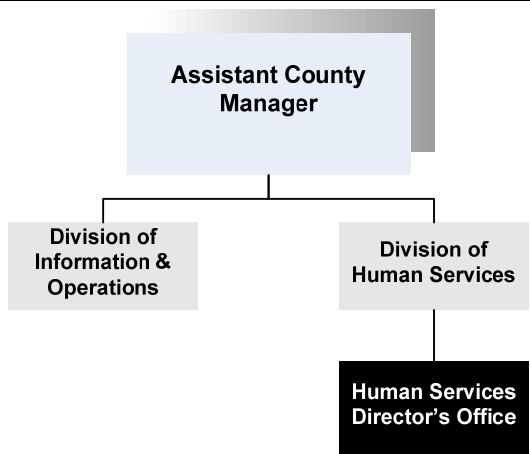 Assistant County
Manager
Division of
Information &
Operations
Division of
Human Services
Human Services
Director’s Office